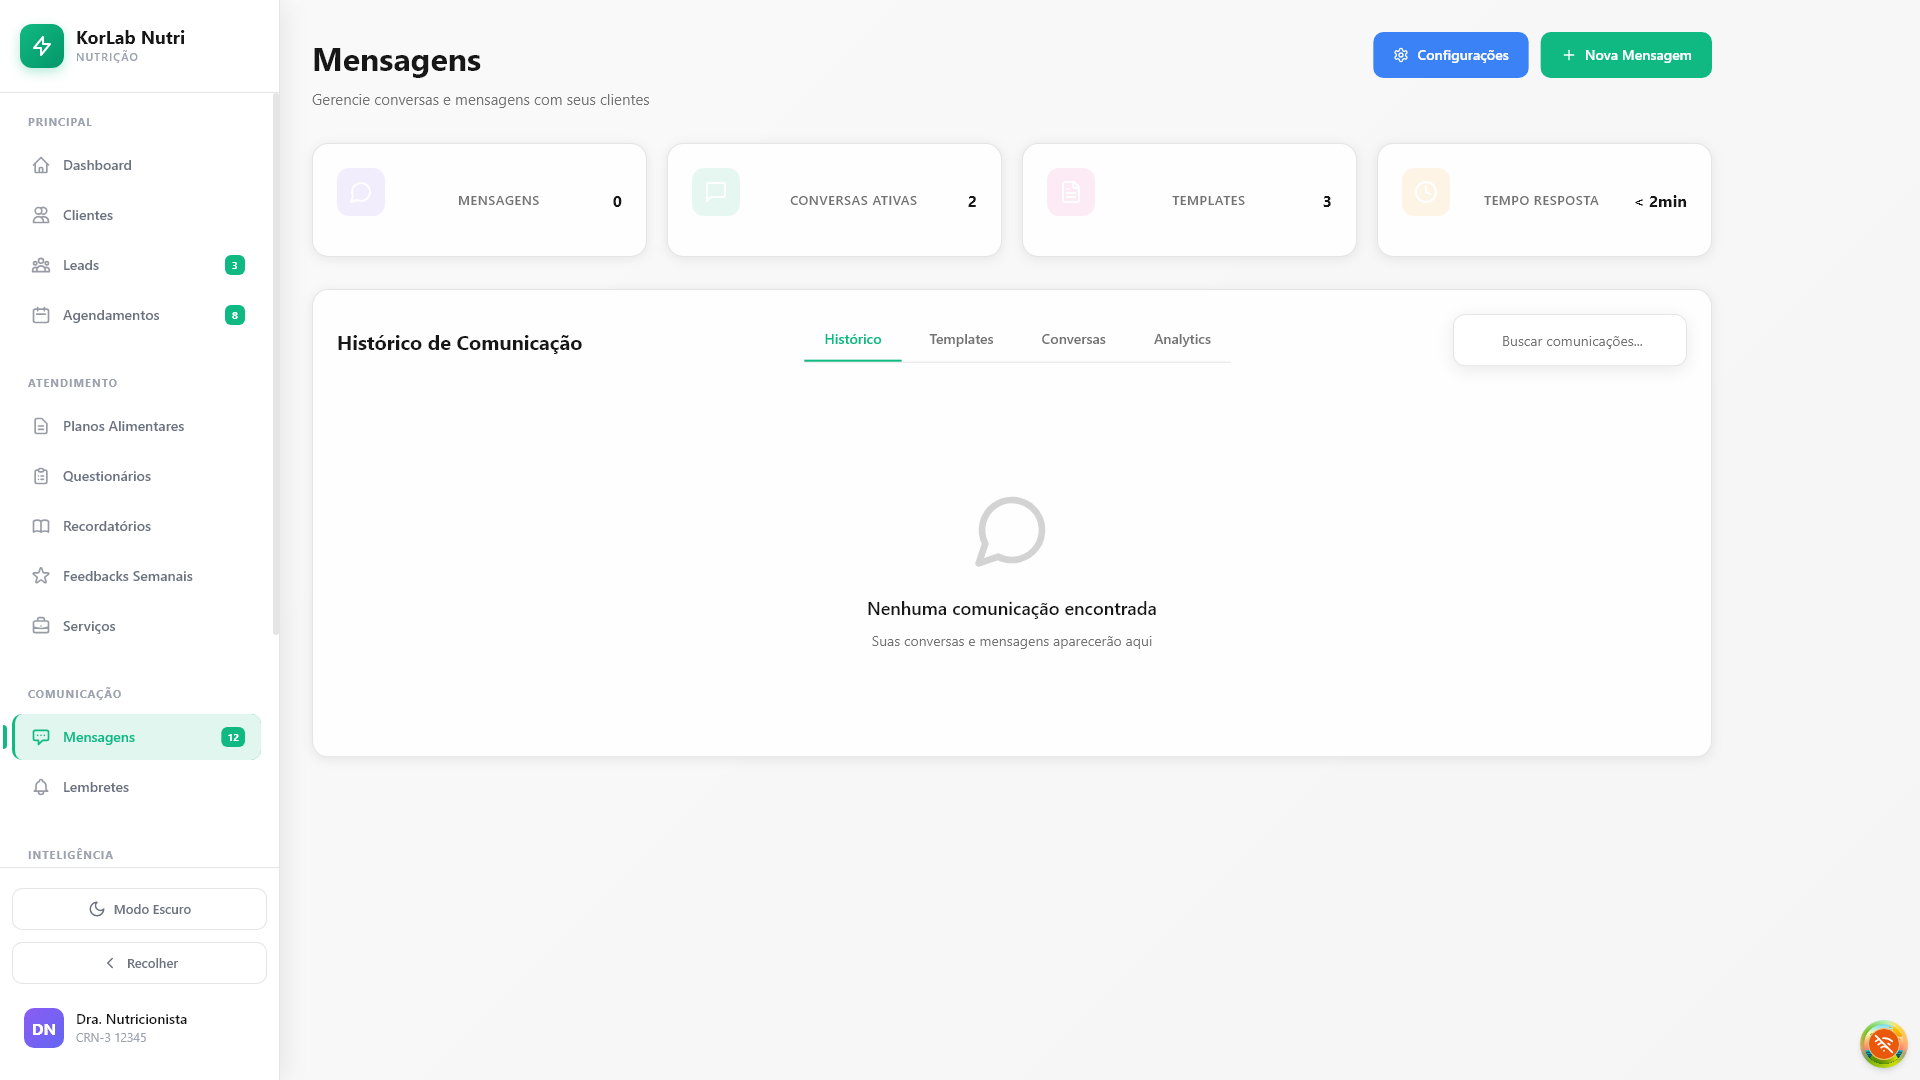 KorLab Nutri
NUTRIÇÃO
PRINCIPAL
Dashboard
Clientes
Leads 3
Agendamentos 8
ATENDIMENTO
Planos Alimentares
Questionários
Recordatórios
Feedbacks Semanais
Serviços
COMUNICAÇÃO
Mensagens 12
Lembretes
INTELIGÊNCIA
Modo Escuro
Recolher
DN
Dra. Nutricionista
CRN-3 12345
Mensagens
Gerencie conversas e mensagens com seus clientes
Configurações
Nova Mensagem
MENSAGENS 0
CONVERSAS ATIVAS 2
TEMPLATES 3
TEMPO RESPOSTA < 2min
Histórico de Comunicação
Histórico Templates Conversas Analytics
Buscar comunicações...
Nenhuma comunicação encontrada
Suas conversas e mensagens aparecerão aqui